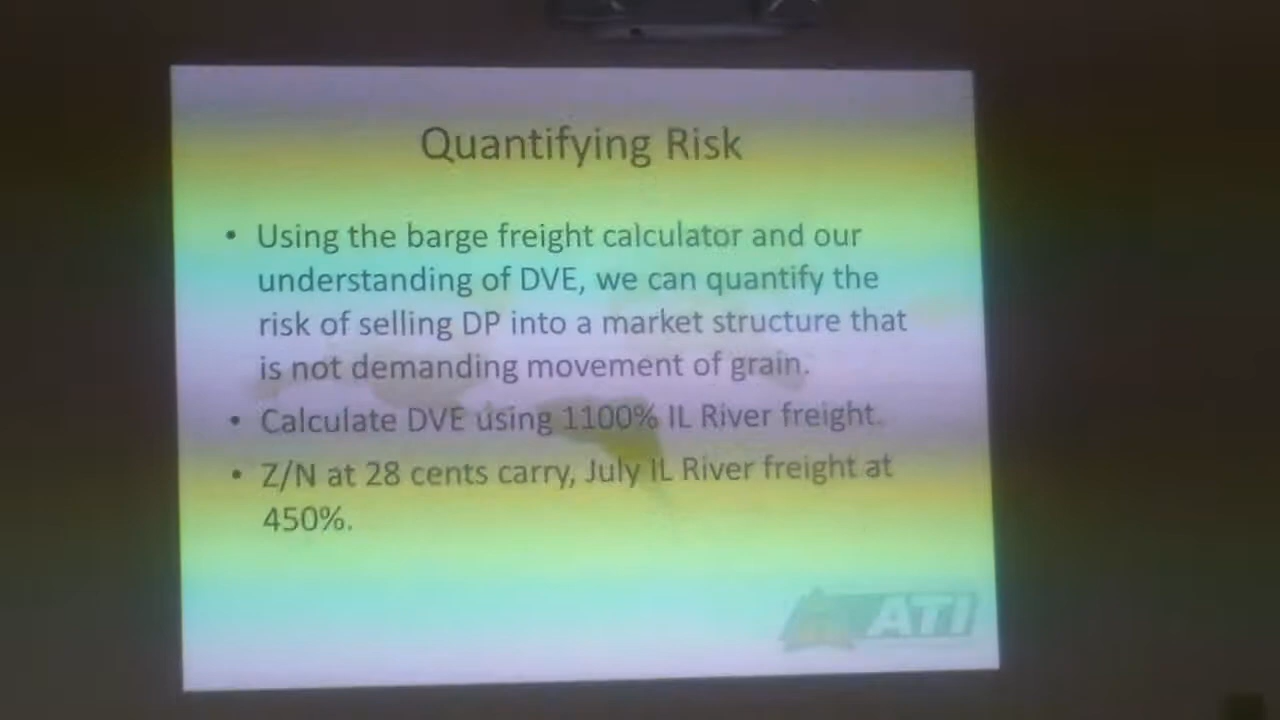 Quantifying Risk
• Using the barge freight calculator and our
understanding of DVE, we can quantify the
risk of selling DP into a market structure that
is not demanding movement of grain.
• Calculate DVE using 1100% IL River freight.
• Z/N at 28 cents carry, July IL River freight at
450%.
ATI